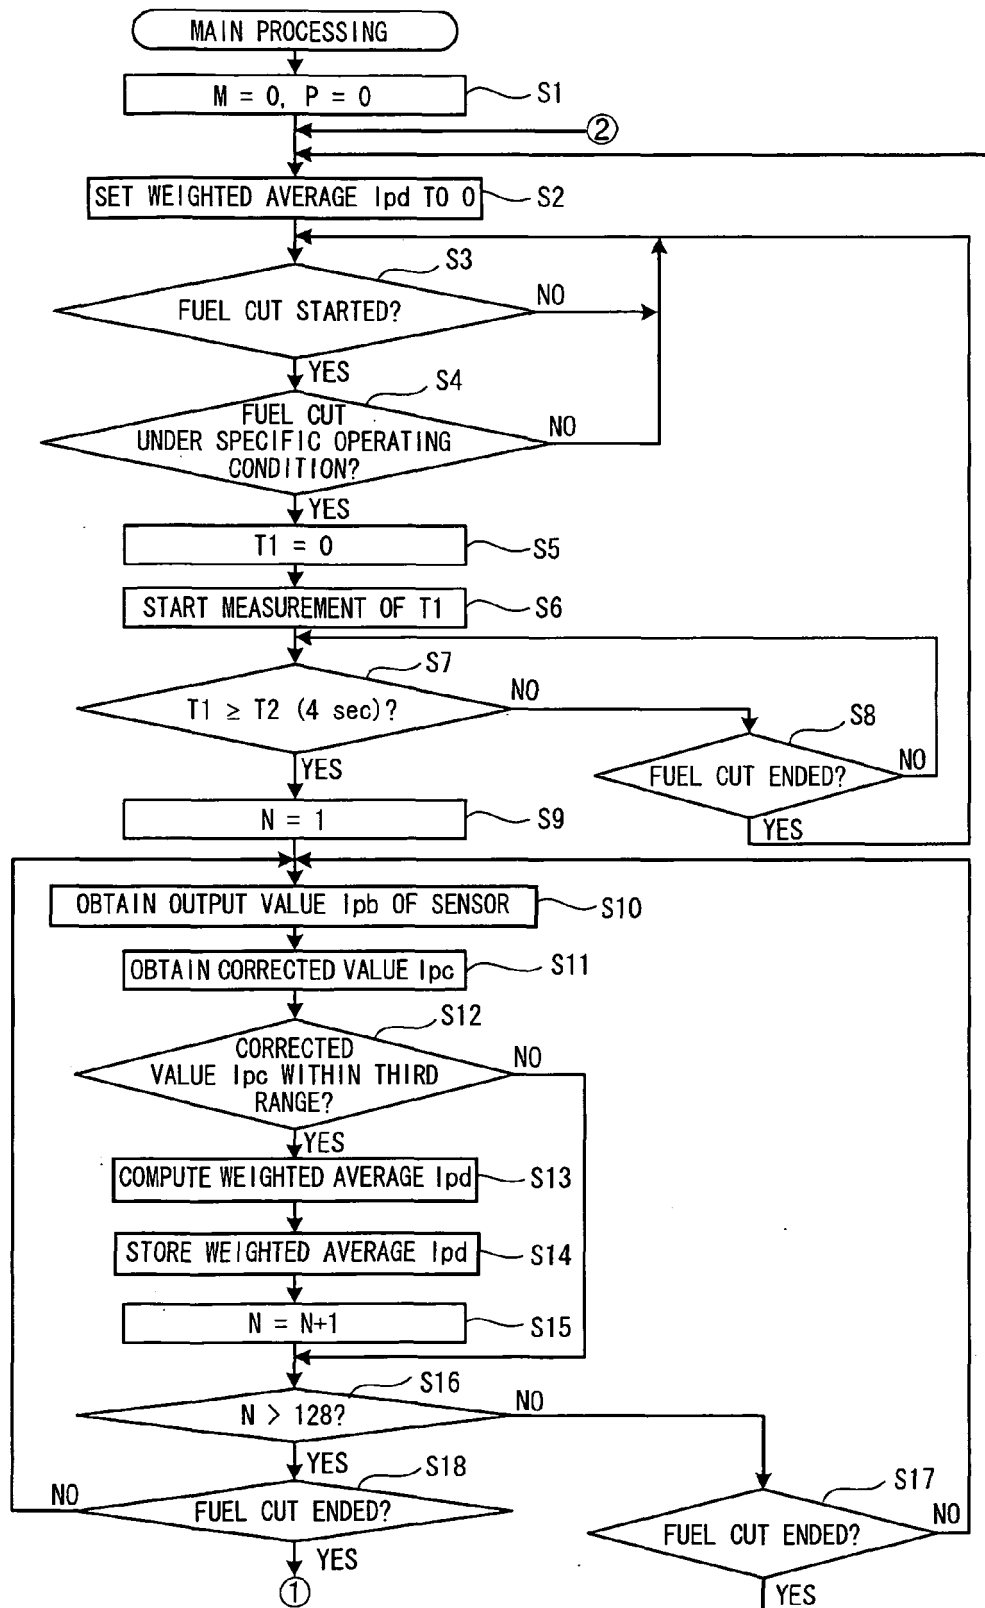 MAIN PROCESSING
M = 0, P = 0
S1
②
SET WEIGHTED AVERAGE Ipd TO 0
S2
S3
FUEL CUT STARTED?
NO
YES
S4
FUEL CUT
UNDER SPECIFIC OPERATING
CONDITION?
NO
YES
T1 = 0
S5
START MEASUREMENT OF T1
S6
S7
T1 ≥ T2 (4 sec)?
NO
S8
FUEL CUT ENDED?
NO
YES
YES
N = 1
S9
OBTAIN OUTPUT VALUE Ipb OF SENSOR
S10
OBTAIN CORRECTED VALUE Ipc
S11
S12
CORRECTED
VALUE Ipc WITHIN THIRD
RANGE?
NO
YES
COMPUTE WEIGHTED AVERAGE Ipd
S13
STORE WEIGHTED AVERAGE Ipd
S14
N = N+1
S15
S16
N > 128?
NO
YES
S18
NO
FUEL CUT ENDED?
S17
FUEL CUT ENDED?
NO
YES
YES
①